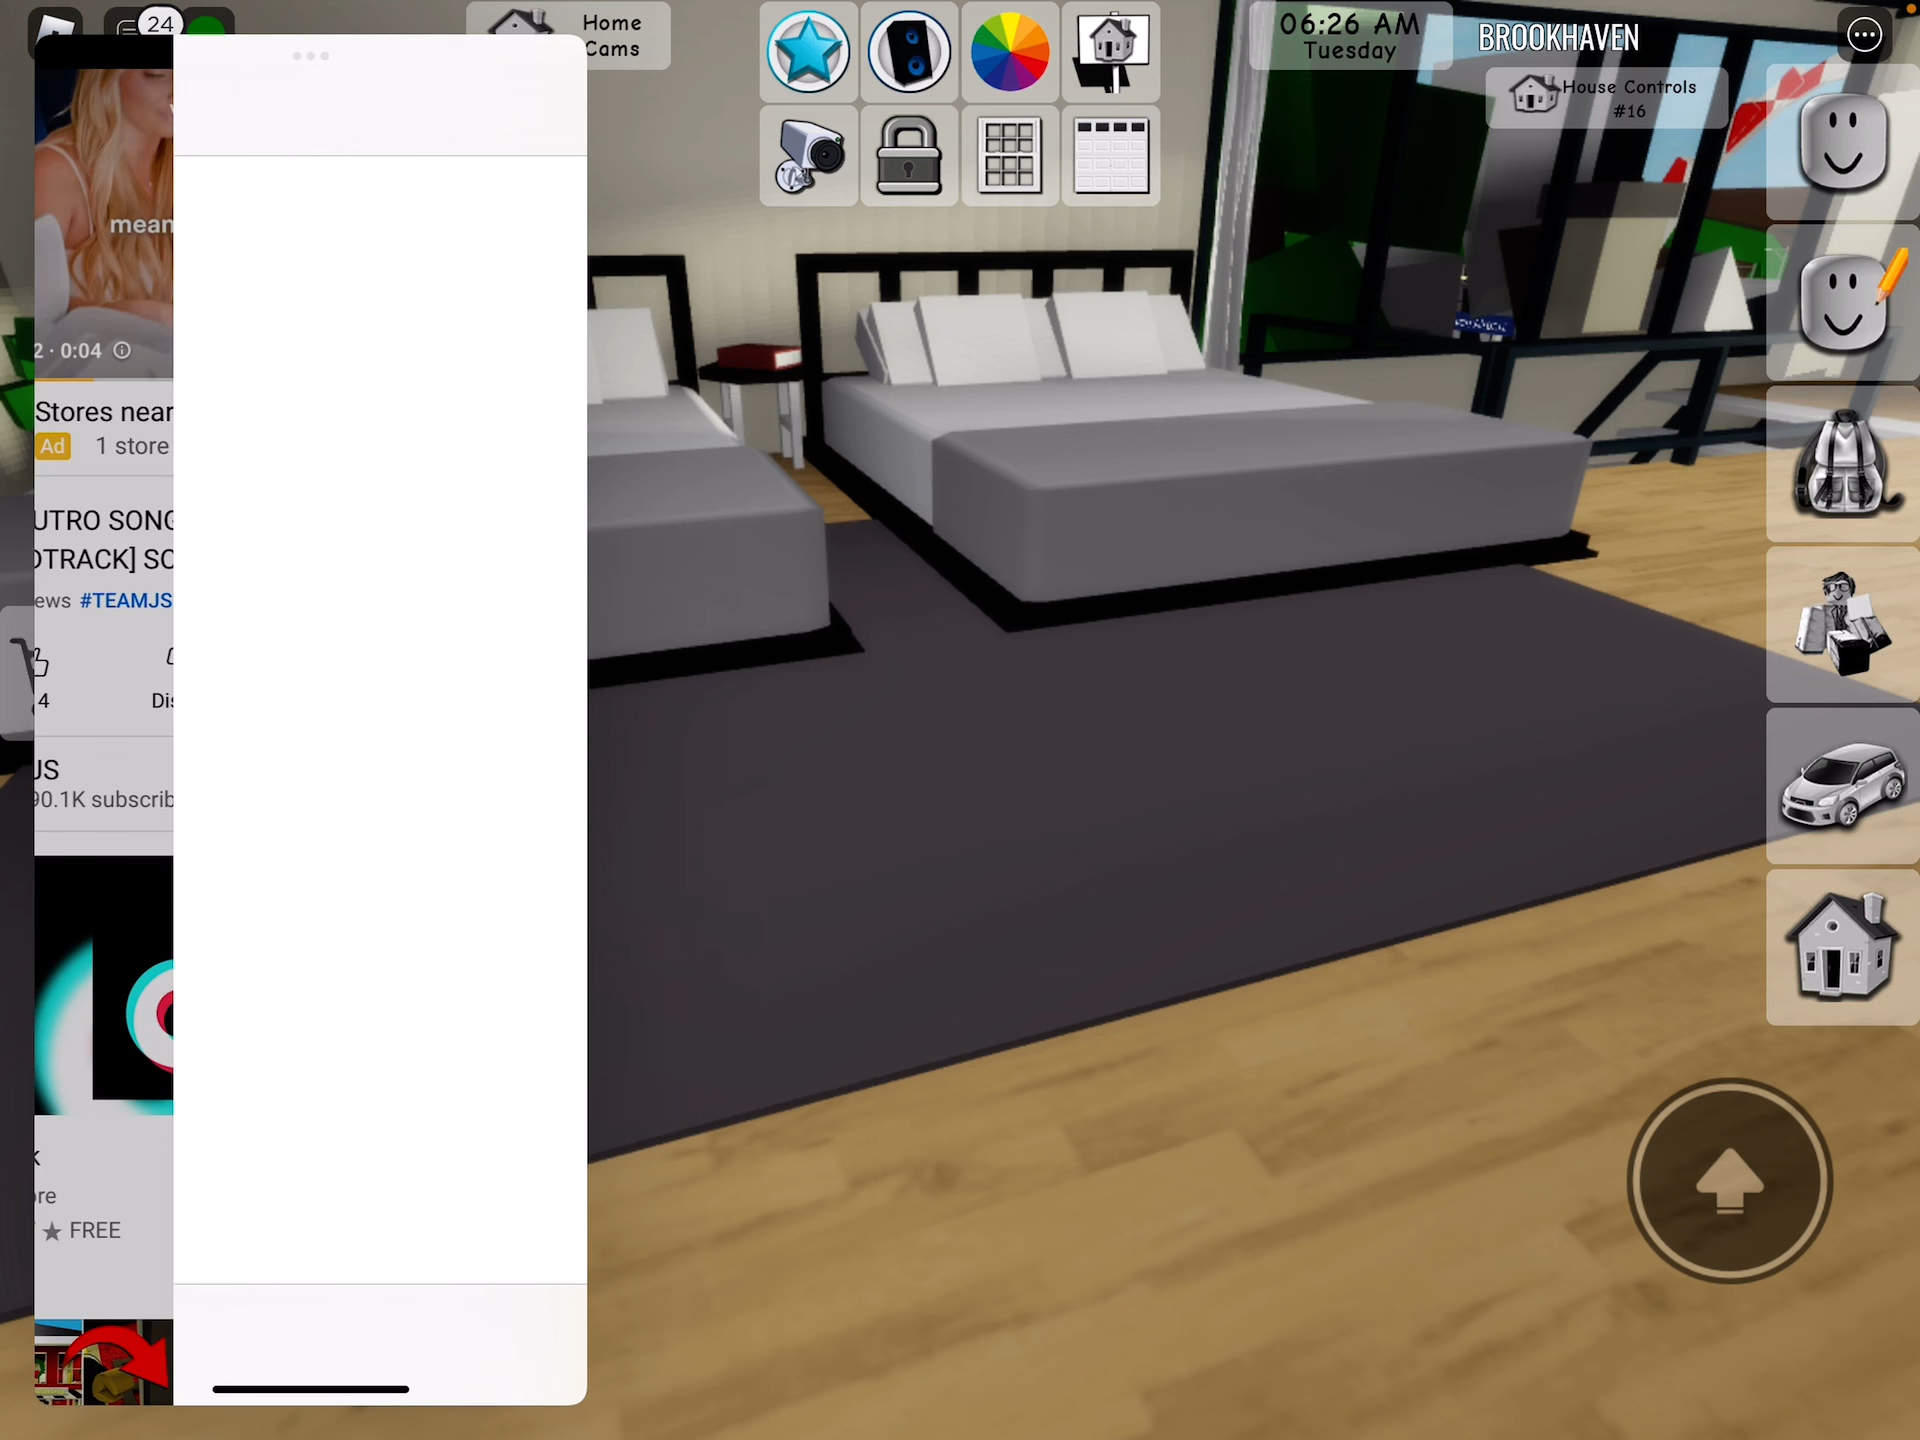 24
Home
Cams
06:26 AM
Tuesday
BROOKHAVEN
House Controls
#16
mean
2 · 0:04
Stores near
Ad 1 store
UTRO SONG
DTRACK] SC
ews #TEAMJS
4 Dis
JS
90.1K subscrib
k
ore
★ FREE